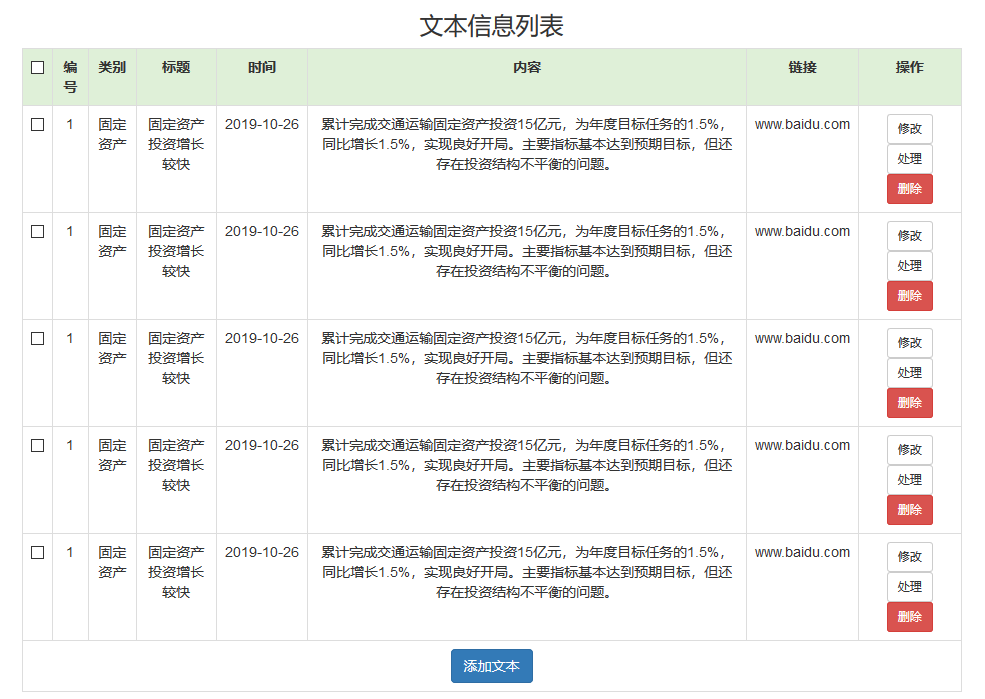 文本信息列表
编号 类别 标题 时间 内容 链接 操作
1 固定资产 固定资产投资增长较快 2019-10-26 累计完成交通运输固定资产投资15亿元，为年度目标任务的1.5%，同比增长1.5%，实现良好开局。主要指标基本达到预期目标，但还存在投资结构不平衡的问题。 www.baidu.com 修改 处理 删除
1 固定资产 固定资产投资增长较快 2019-10-26 累计完成交通运输固定资产投资15亿元，为年度目标任务的1.5%，同比增长1.5%，实现良好开局。主要指标基本达到预期目标，但还存在投资结构不平衡的问题。 www.baidu.com 修改 处理 删除
1 固定资产 固定资产投资增长较快 2019-10-26 累计完成交通运输固定资产投资15亿元，为年度目标任务的1.5%，同比增长1.5%，实现良好开局。主要指标基本达到预期目标，但还存在投资结构不平衡的问题。 www.baidu.com 修改 处理 删除
1 固定资产 固定资产投资增长较快 2019-10-26 累计完成交通运输固定资产投资15亿元，为年度目标任务的1.5%，同比增长1.5%，实现良好开局。主要指标基本达到预期目标，但还存在投资结构不平衡的问题。 www.baidu.com 修改 处理 删除
1 固定资产 固定资产投资增长较快 2019-10-26 累计完成交通运输固定资产投资15亿元，为年度目标任务的1.5%，同比增长1.5%，实现良好开局。主要指标基本达到预期目标，但还存在投资结构不平衡的问题。 www.baidu.com 修改 处理 删除
添加文本